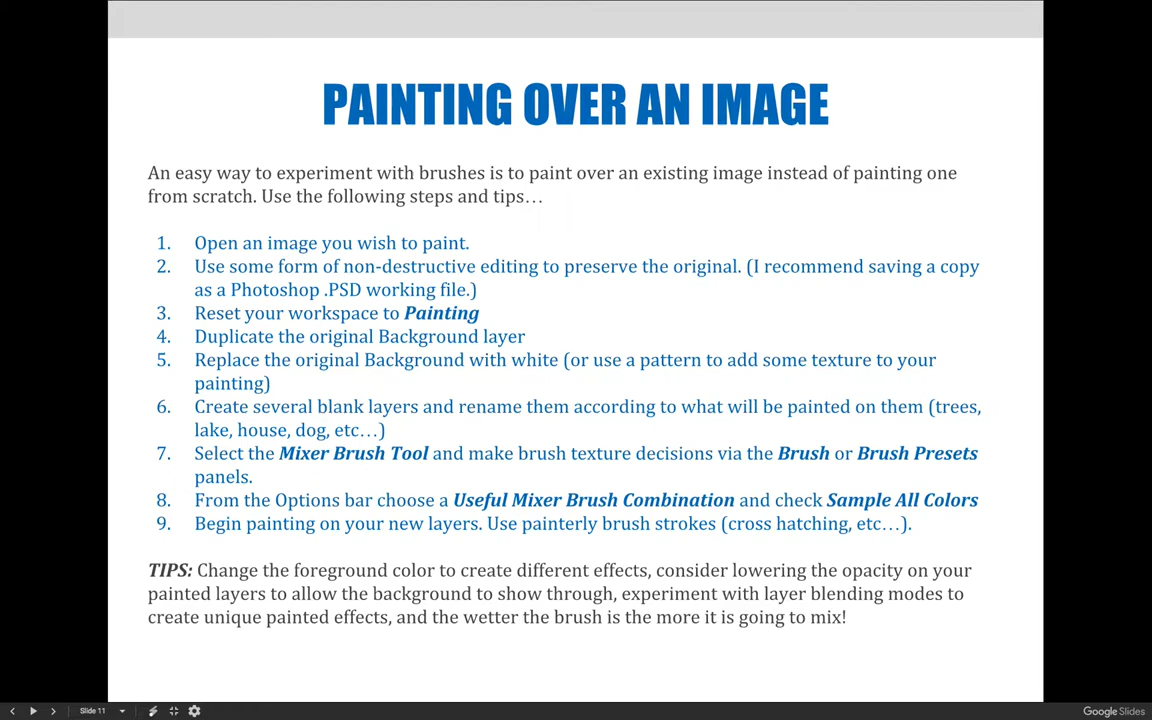 PAINTING OVER AN IMAGE
An easy way to experiment with brushes is to paint over an existing image instead of painting one
from scratch. Use the following steps and tips…
1. Open an image you wish to paint.
2. Use some form of non-destructive editing to preserve the original. (I recommend saving a copy
as a Photoshop .PSD working file.)
3. Reset your workspace to Painting
4. Duplicate the original Background layer
5. Replace the original Background with white (or use a pattern to add some texture to your
painting)
6. Create several blank layers and rename them according to what will be painted on them (trees,
lake, house, dog, etc…)
7. Select the Mixer Brush Tool and make brush texture decisions via the Brush or Brush Presets
panels.
8. From the Options bar choose a Useful Mixer Brush Combination and check Sample All Colors
9. Begin painting on your new layers. Use painterly brush strokes (cross hatching, etc…).
TIPS: Change the foreground color to create different effects, consider lowering the opacity on your
painted layers to allow the background to show through, experiment with layer blending modes to
create unique painted effects, and the wetter the brush is the more it is going to mix!
Slide 11
Google Slides